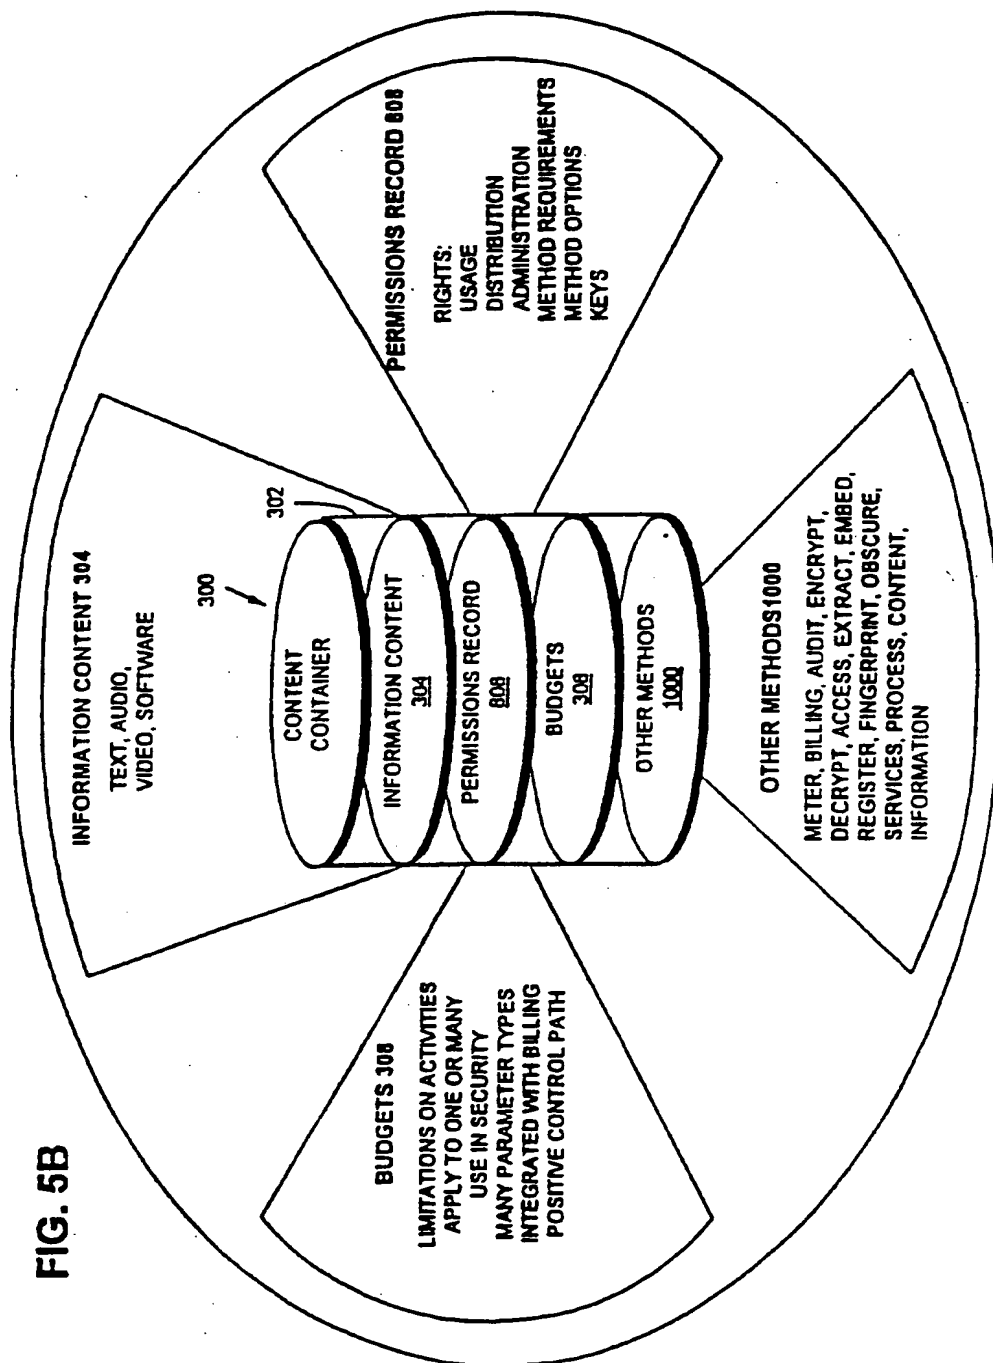 FIG. 5B
INFORMATION CONTENT 304
TEXT, AUDIO,
VIDEO, SOFTWARE
300
302
CONTENT
CONTAINER
INFORMATION CONTENT
304
PERMISSIONS RECORD
808
BUDGETS
308
OTHER METHODS
1000
BUDGETS 308
LIMITATIONS ON ACTIVITIES
APPLY TO ONE OR MANY
USE IN SECURITY
MANY PARAMETER TYPES
INTEGRATED WITH BILLING
POSITIVE CONTROL PATH
PERMISSIONS RECORD 808
RIGHTS:
USAGE
DISTRIBUTION
ADMINISTRATION
METHOD REQUIREMENTS
METHOD OPTIONS
KEYS
OTHER METHODS1000
METER, BILLING, AUDIT, ENCRYPT,
DECRYPT, ACCESS, EXTRACT, EMBED,
REGISTER, FINGERPRINT, OBSCURE,
SERVICES, PROCESS, CONTENT,
INFORMATION